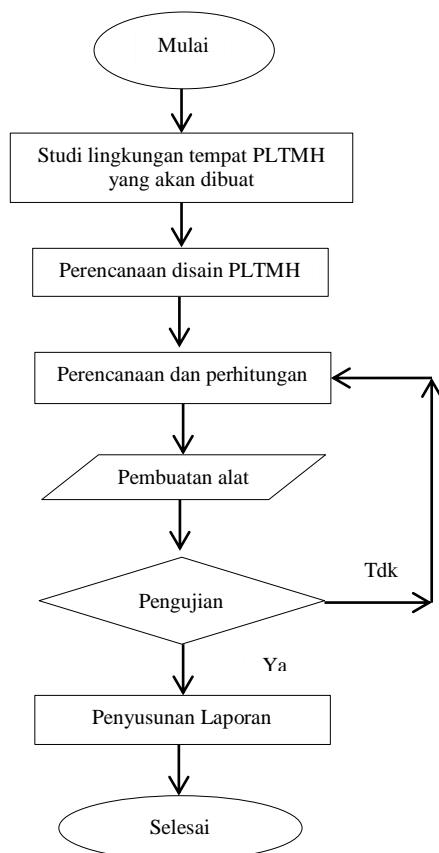 Mulai
Studi lingkungan tempat PLTMH
yang akan dibuat
Perencanaan disain PLTMH
Perencanaan dan perhitungan
Pembuatan alat
Tdk
Pengujian
Ya
Penyusunan Laporan
Selesai